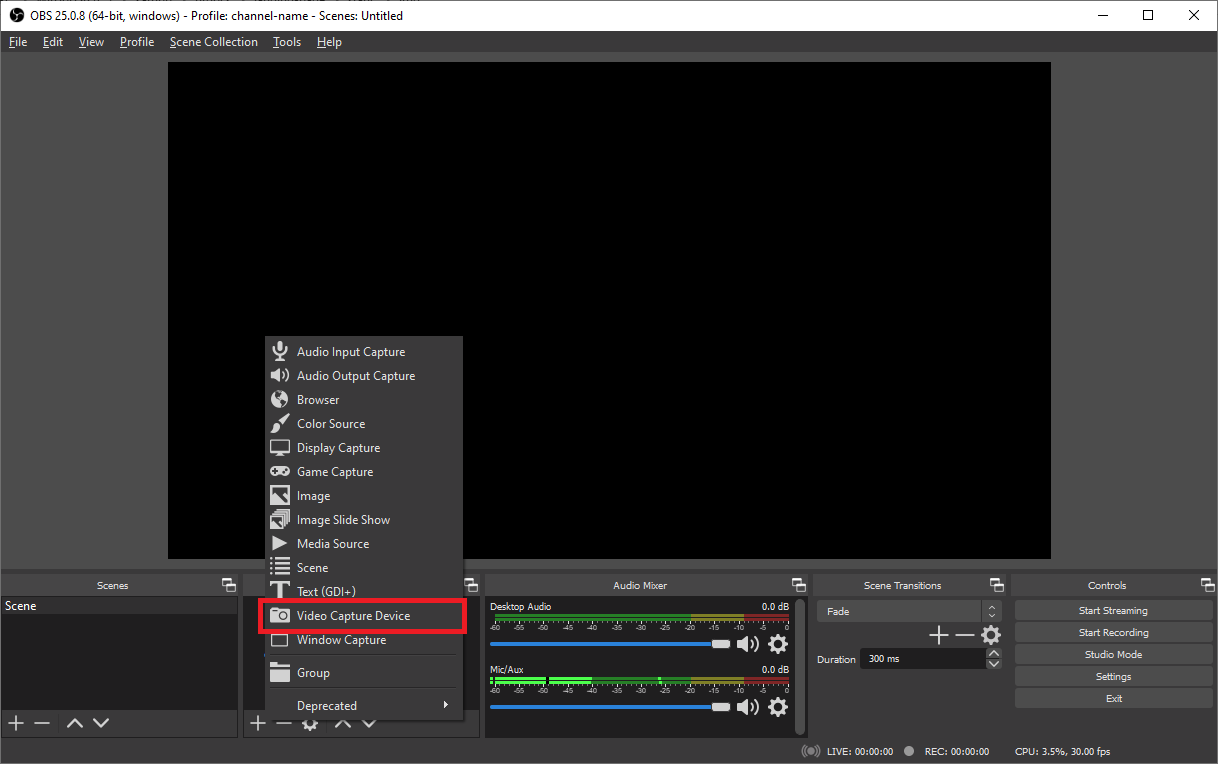 OBS 25.0.8 (64-bit, windows) - Profile: channel-name - Scenes: Untitled
File Edit View Profile Scene Collection Tools Help
Audio Input Capture
Audio Output Capture
Browser
Color Source
Display Capture
Game Capture
Image
Image Slide Show
Media Source
Scene
Text (GDI+)
Video Capture Device
Window Capture
Group
Deprecated
Scenes
Scene
Audio Mixer
Desktop Audio 0.0 dB
-60 -55 -50 -45 -40 -35 -30 -25 -20 -15 -10 -5 0
Mic/Aux 0.0 dB
-60 -55 -50 -45 -40 -35 -30 -25 -20 -15 -10 -5 0
Scene Transitions
Fade
Duration 300 ms
Controls
Start Streaming
Start Recording
Studio Mode
Settings
Exit
LIVE: 00:00:00 REC: 00:00:00 CPU: 3.5%, 30.00 fps